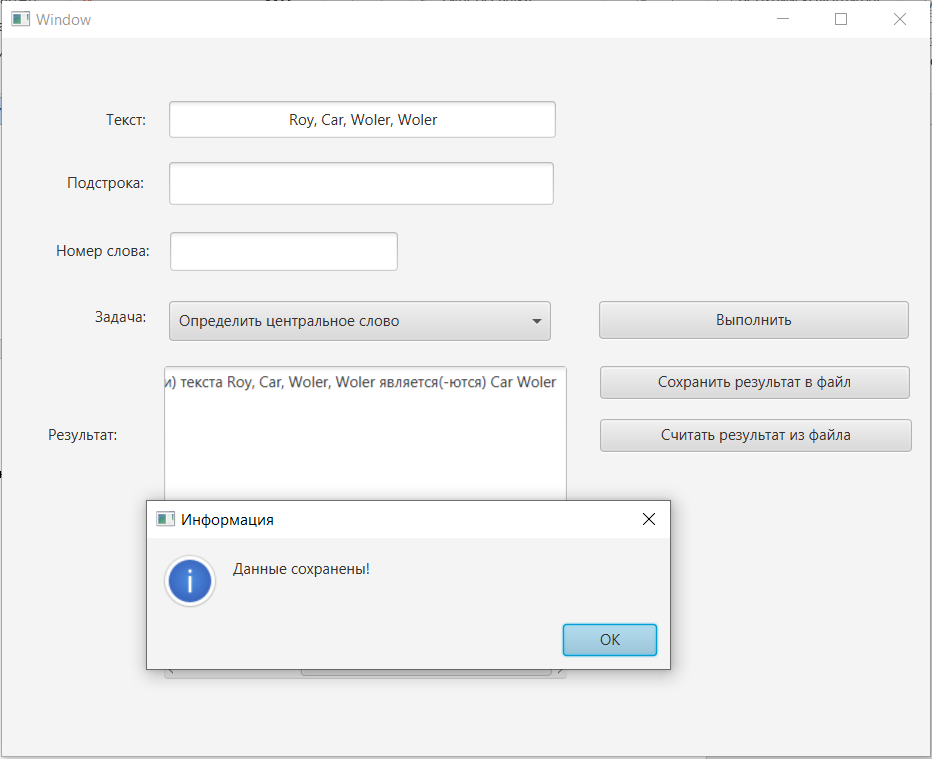 Window
Текст:
Roy, Car, Woler, Woler
Подстрока:
Номер слова:
Задача:
Определить центральное слово
Выполнить
и) текста Roy, Car, Woler, Woler является(-ются) Car Woler
Сохранить результат в файл
Результат:
Считать результат из файла
Информация
Данные сохранены!
OK